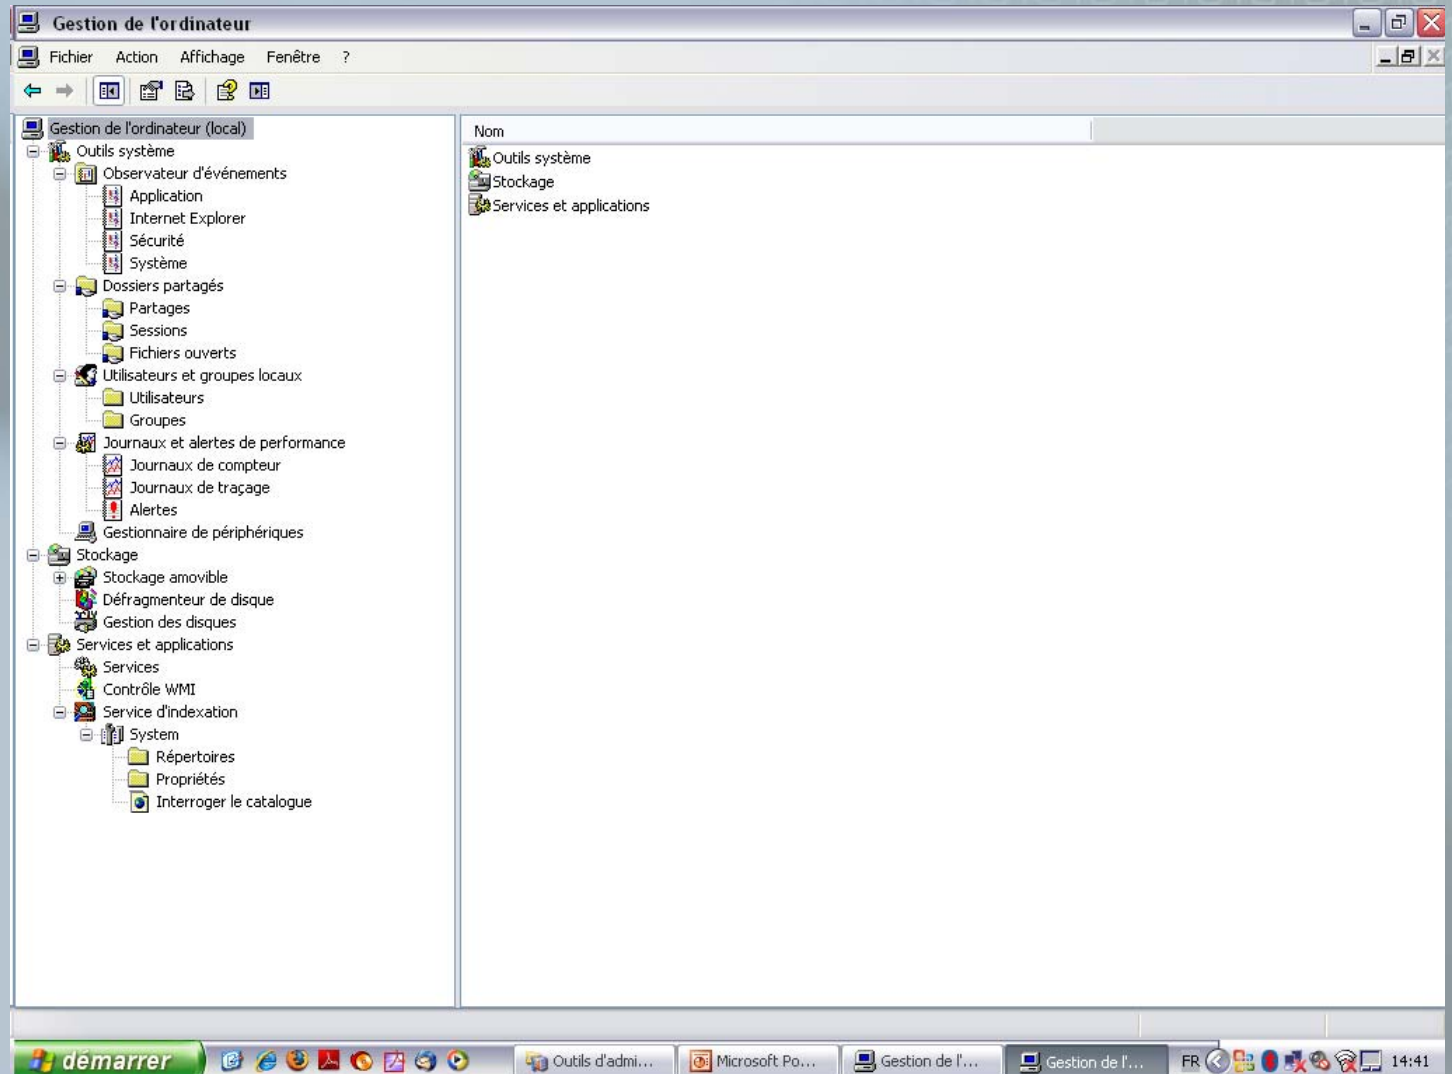 Gestion de l'ordinateur
Fichier Action Affichage Fenêtre ?
Gestion de l'ordinateur (local)
Outils système
Observateur d'événements
Application
Internet Explorer
Sécurité
Système
Dossiers partagés
Partages
Sessions
Fichiers ouverts
Utilisateurs et groupes locaux
Utilisateurs
Groupes
Journaux et alertes de performance
Journaux de compteur
Journaux de traçage
Alertes
Gestionnaire de périphériques
Stockage
Stockage amovible
Défragmenteur de disque
Gestion des disques
Services et applications
Services
Contrôle WMI
Service d'indexation
System
Répertoires
Propriétés
Interroger le catalogue
Nom
Outils système
Stockage
Services et applications
démarrer Outils d'admi... Microsoft Po... Gestion de l'... Gestion de l'... FR 14:41